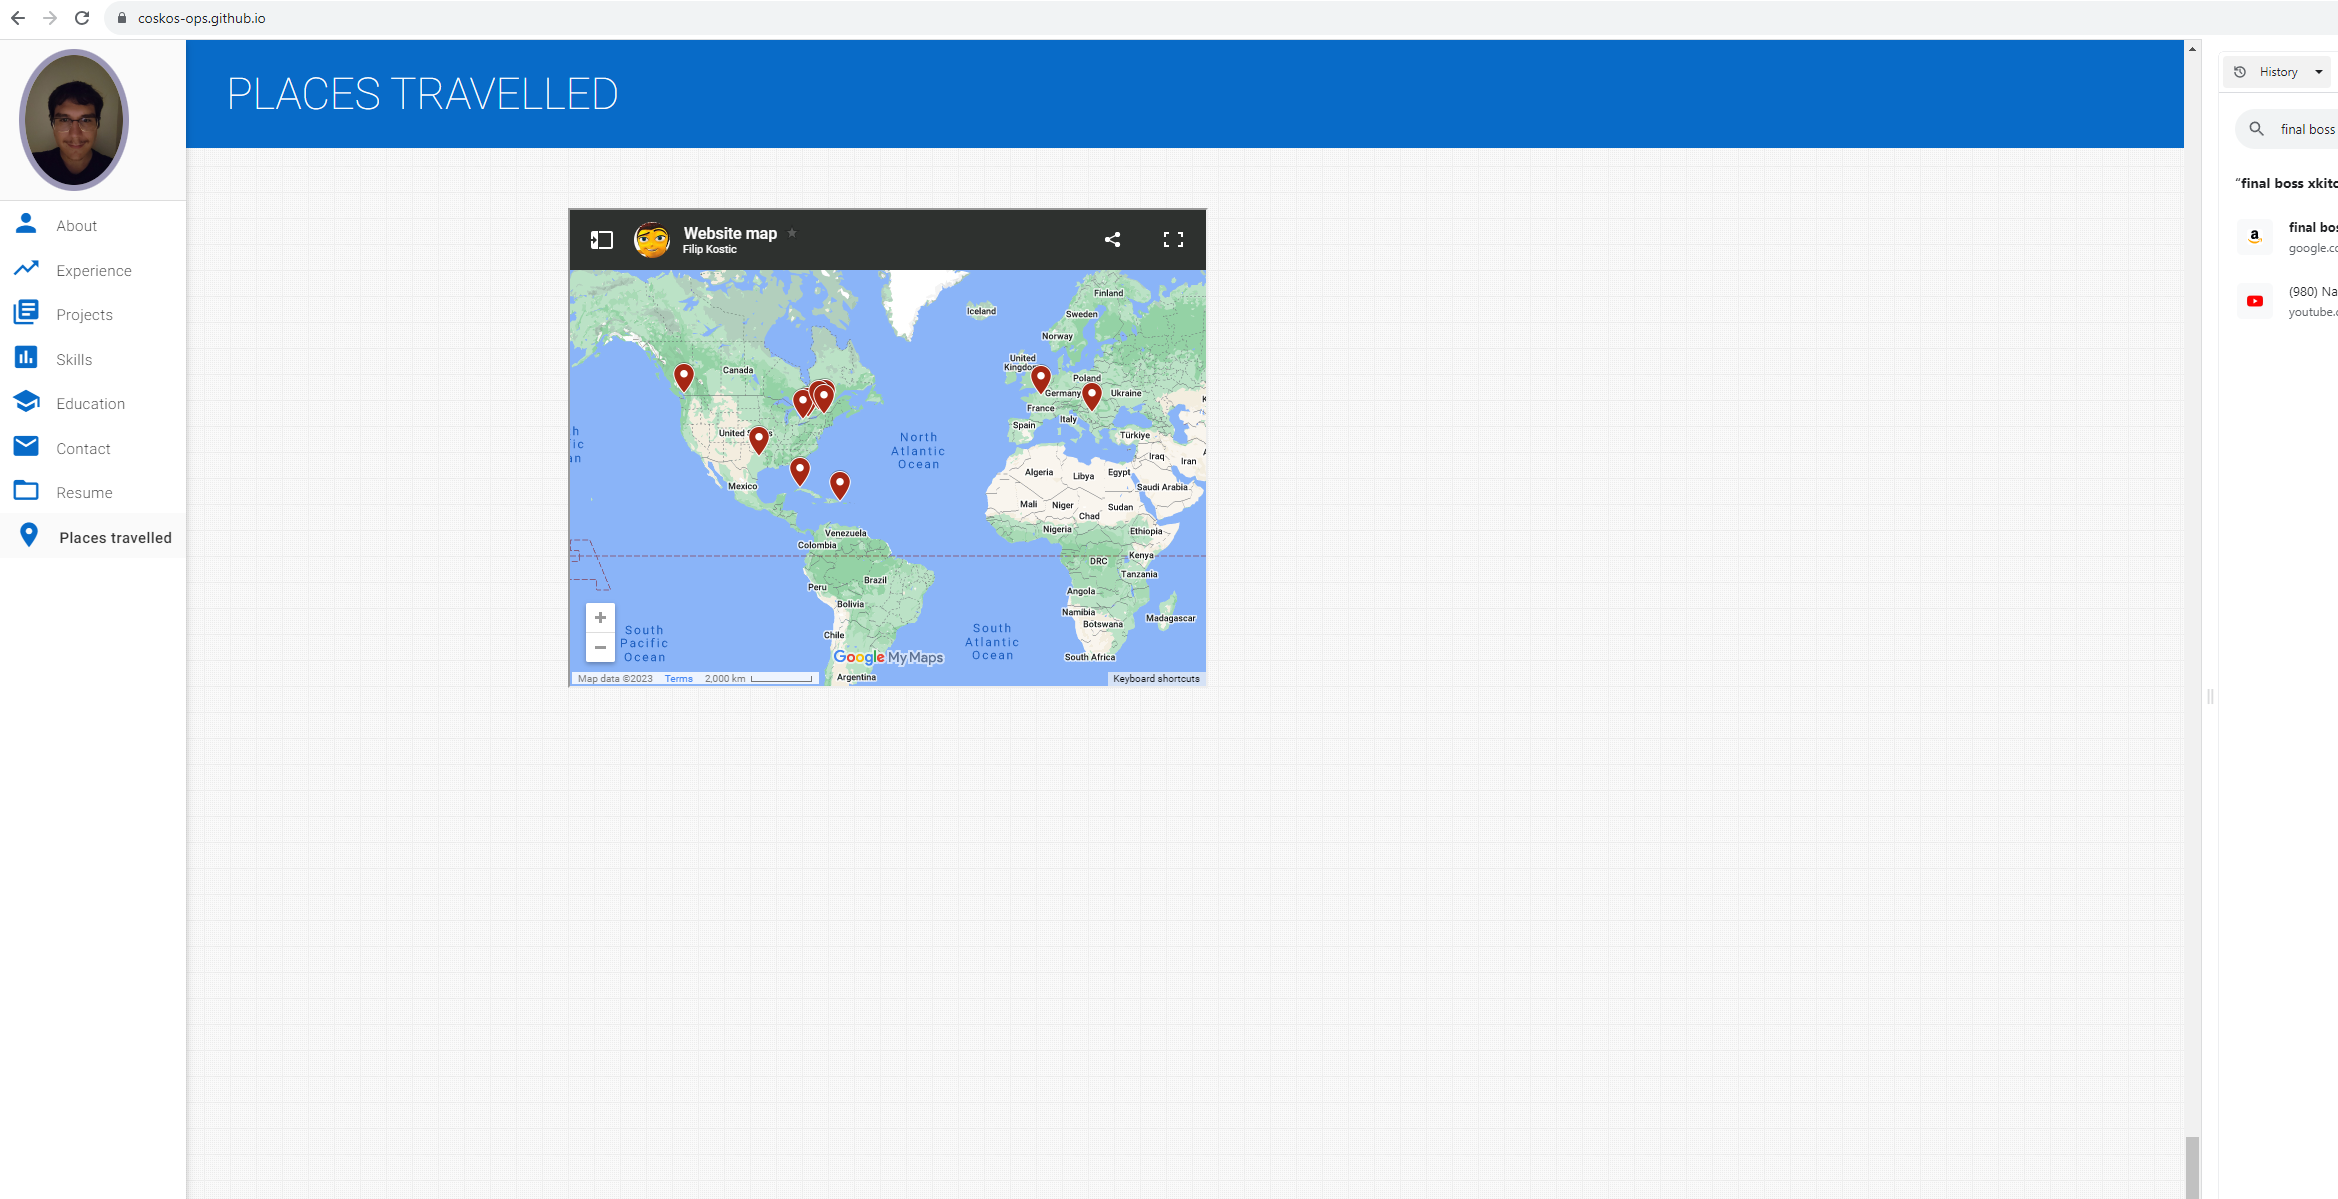 coskos-ops.github.io
PLACES TRAVELLED
About
Experience
Projects
Skills
Education
Contact
Resume
Places travelled
Website map
Filip Kostic
Finland
Iceland
Sweden
Norway
United
Canada
Poland
Germany
Ukraine
France
Italy
Spain
United
Türkiye
North
Atlantic
Ocean
Iraq
Iran
Algeria
Libya
Egypt
Saudi Arabia
Mexico
Mali
Niger
Sudan
Chad
Nigeria
Ethiopia
Venezuela
Colombia
Kenya
DRC
Tanzania
Brazil
Peru
Angola
Bolivia
Namibia
Botswana
Madagascar
South
Pacific
Ocean
South
Atlantic
Ocean
Chile
South Africa
Argentina
Google My Maps
Map data ©2023 Terms 2,000 km
Keyboard shortcuts
History
final boss
“final boss xkitc
final bos
google.co
(980) Na
youtube.c